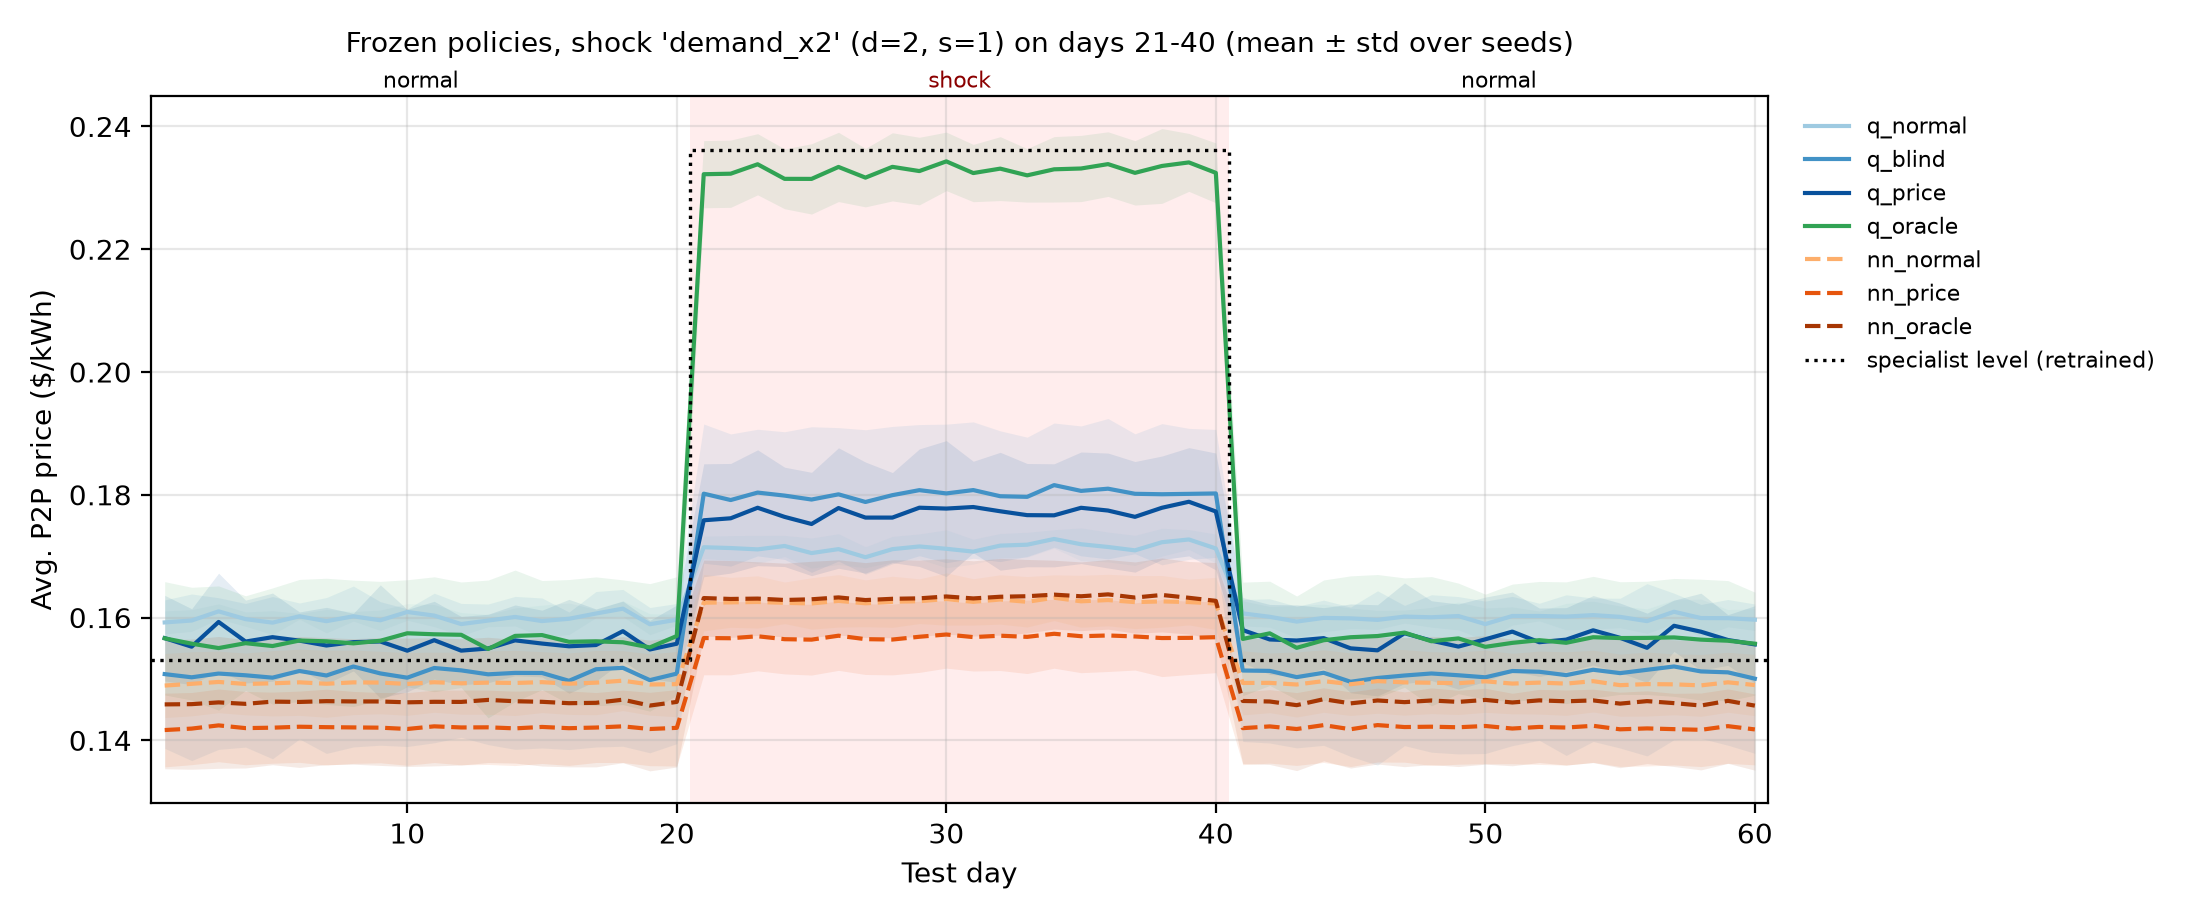 Frozen policies, shock 'demand_x2' (d=2, s=1) on days 21-40 (mean ± std over seeds)
normal shock normal
Avg. P2P price ($/kWh)
0.24
0.22
0.20
0.18
0.16
0.14
10 20 30 40 50 60
Test day
q_normal
q_blind
q_price
q_oracle
nn_normal
nn_price
nn_oracle
specialist level (retrained)